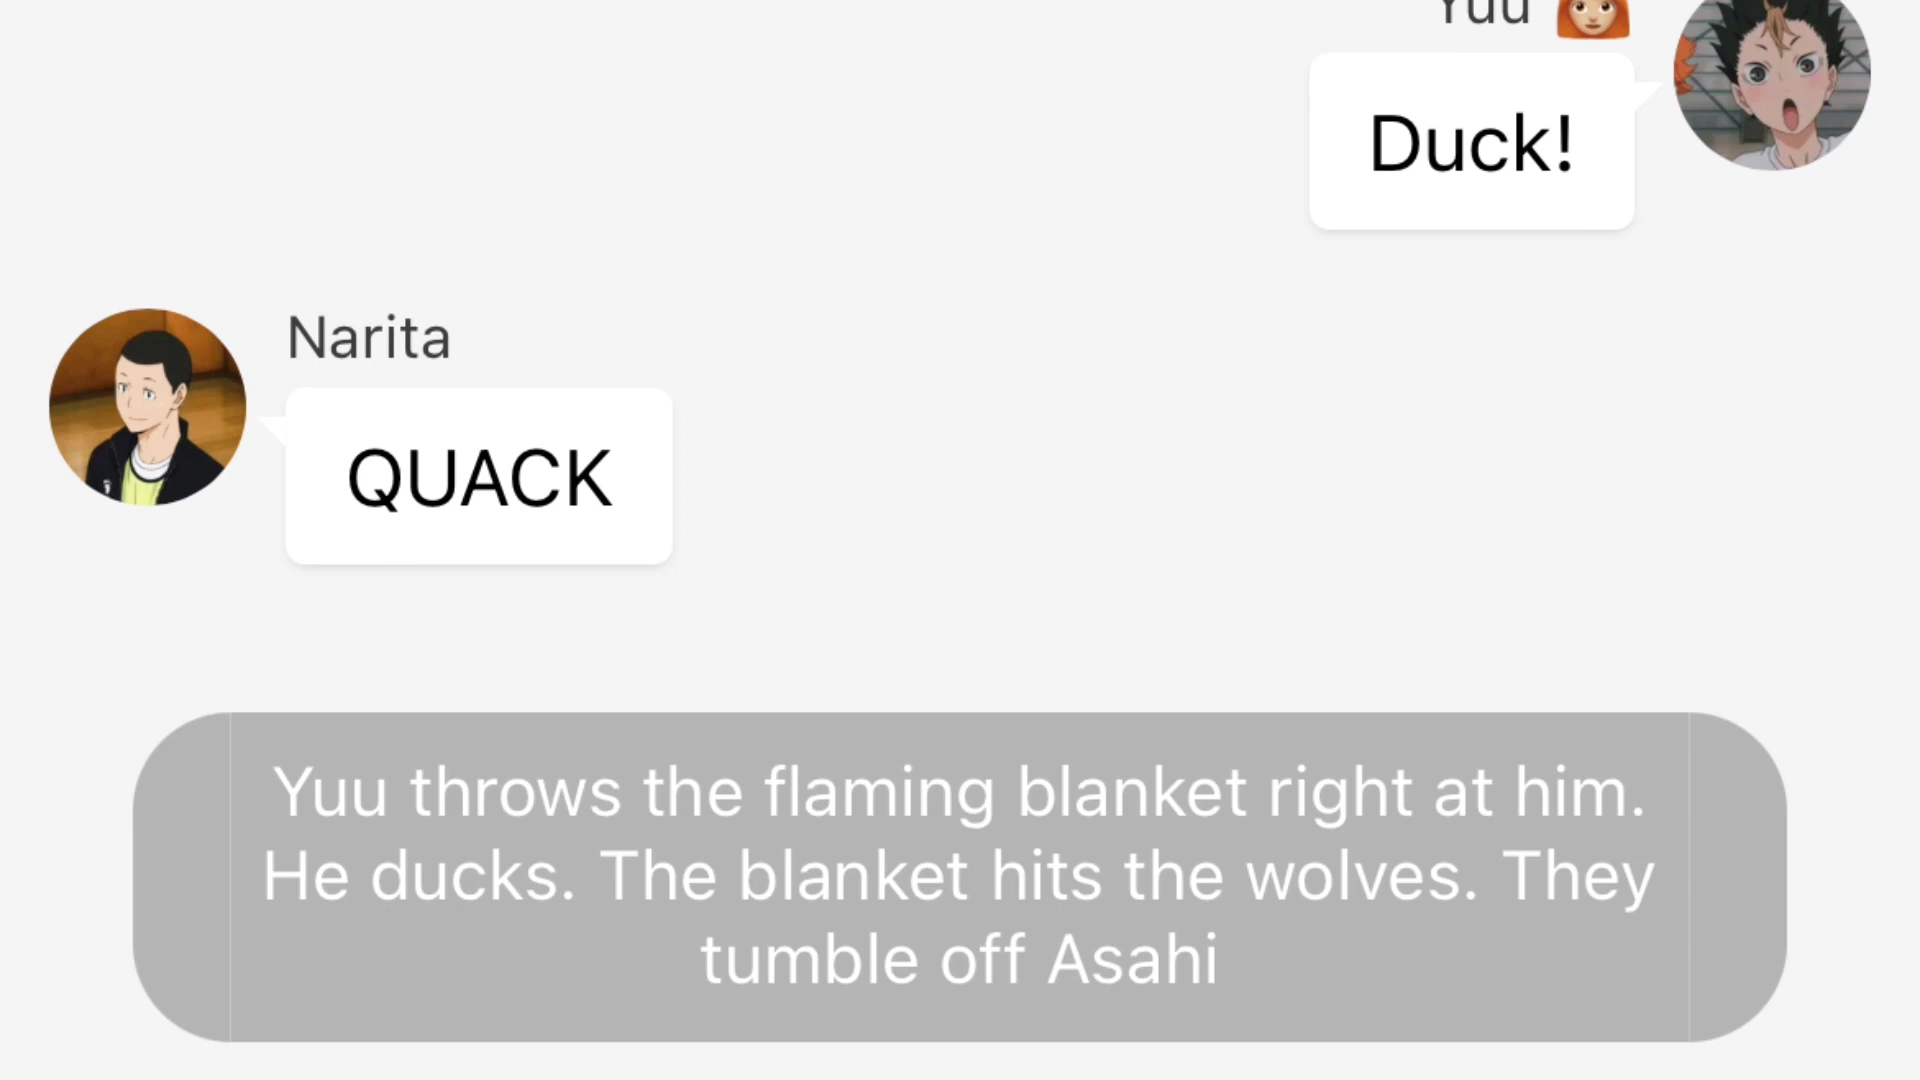 Yuu
Duck!
Narita
QUACK
Yuu throws the flaming blanket right at him.
He ducks. The blanket hits the wolves. They
tumble off Asahi